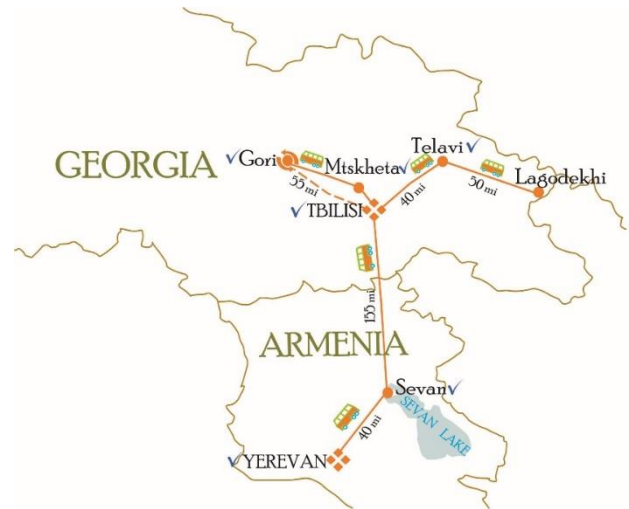 Telavi
GEORGIA
Gori
Mtskheta
Lagodekhi
55 mi
40 mi
50 mi
TBILISI
155 mi
ARMENIA
Sevan
SEVAN LAKE
40 mi
YEREVAN